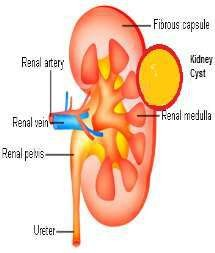 Fibrous capsule
Renal artery
Kidney
Cyst
Renal vein
Renal medulla
Renal pelvis
Ureter